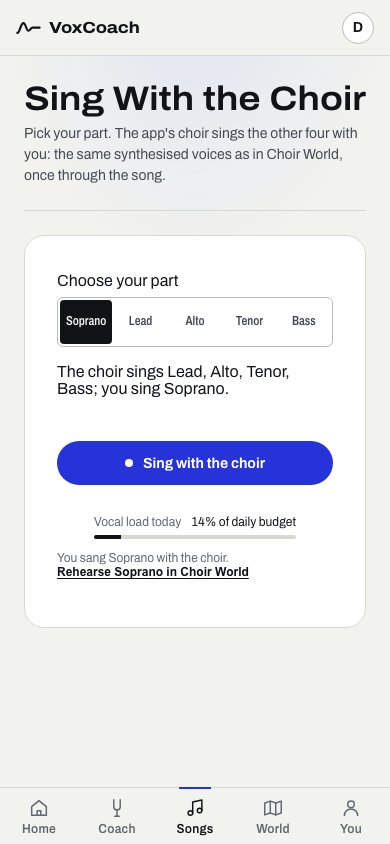 VoxCoach
D
Sing With the Choir
Pick your part. The app's choir sings the other four with
you: the same synthesised voices as in Choir World,
once through the song.
Choose your part
Soprano Lead Alto Tenor Bass
The choir sings Lead, Alto, Tenor,
Bass; you sing Soprano.
Sing with the choir
Vocal load today 14% of daily budget
You sang Soprano with the choir.
Rehearse Soprano in Choir World
Home Coach Songs World You